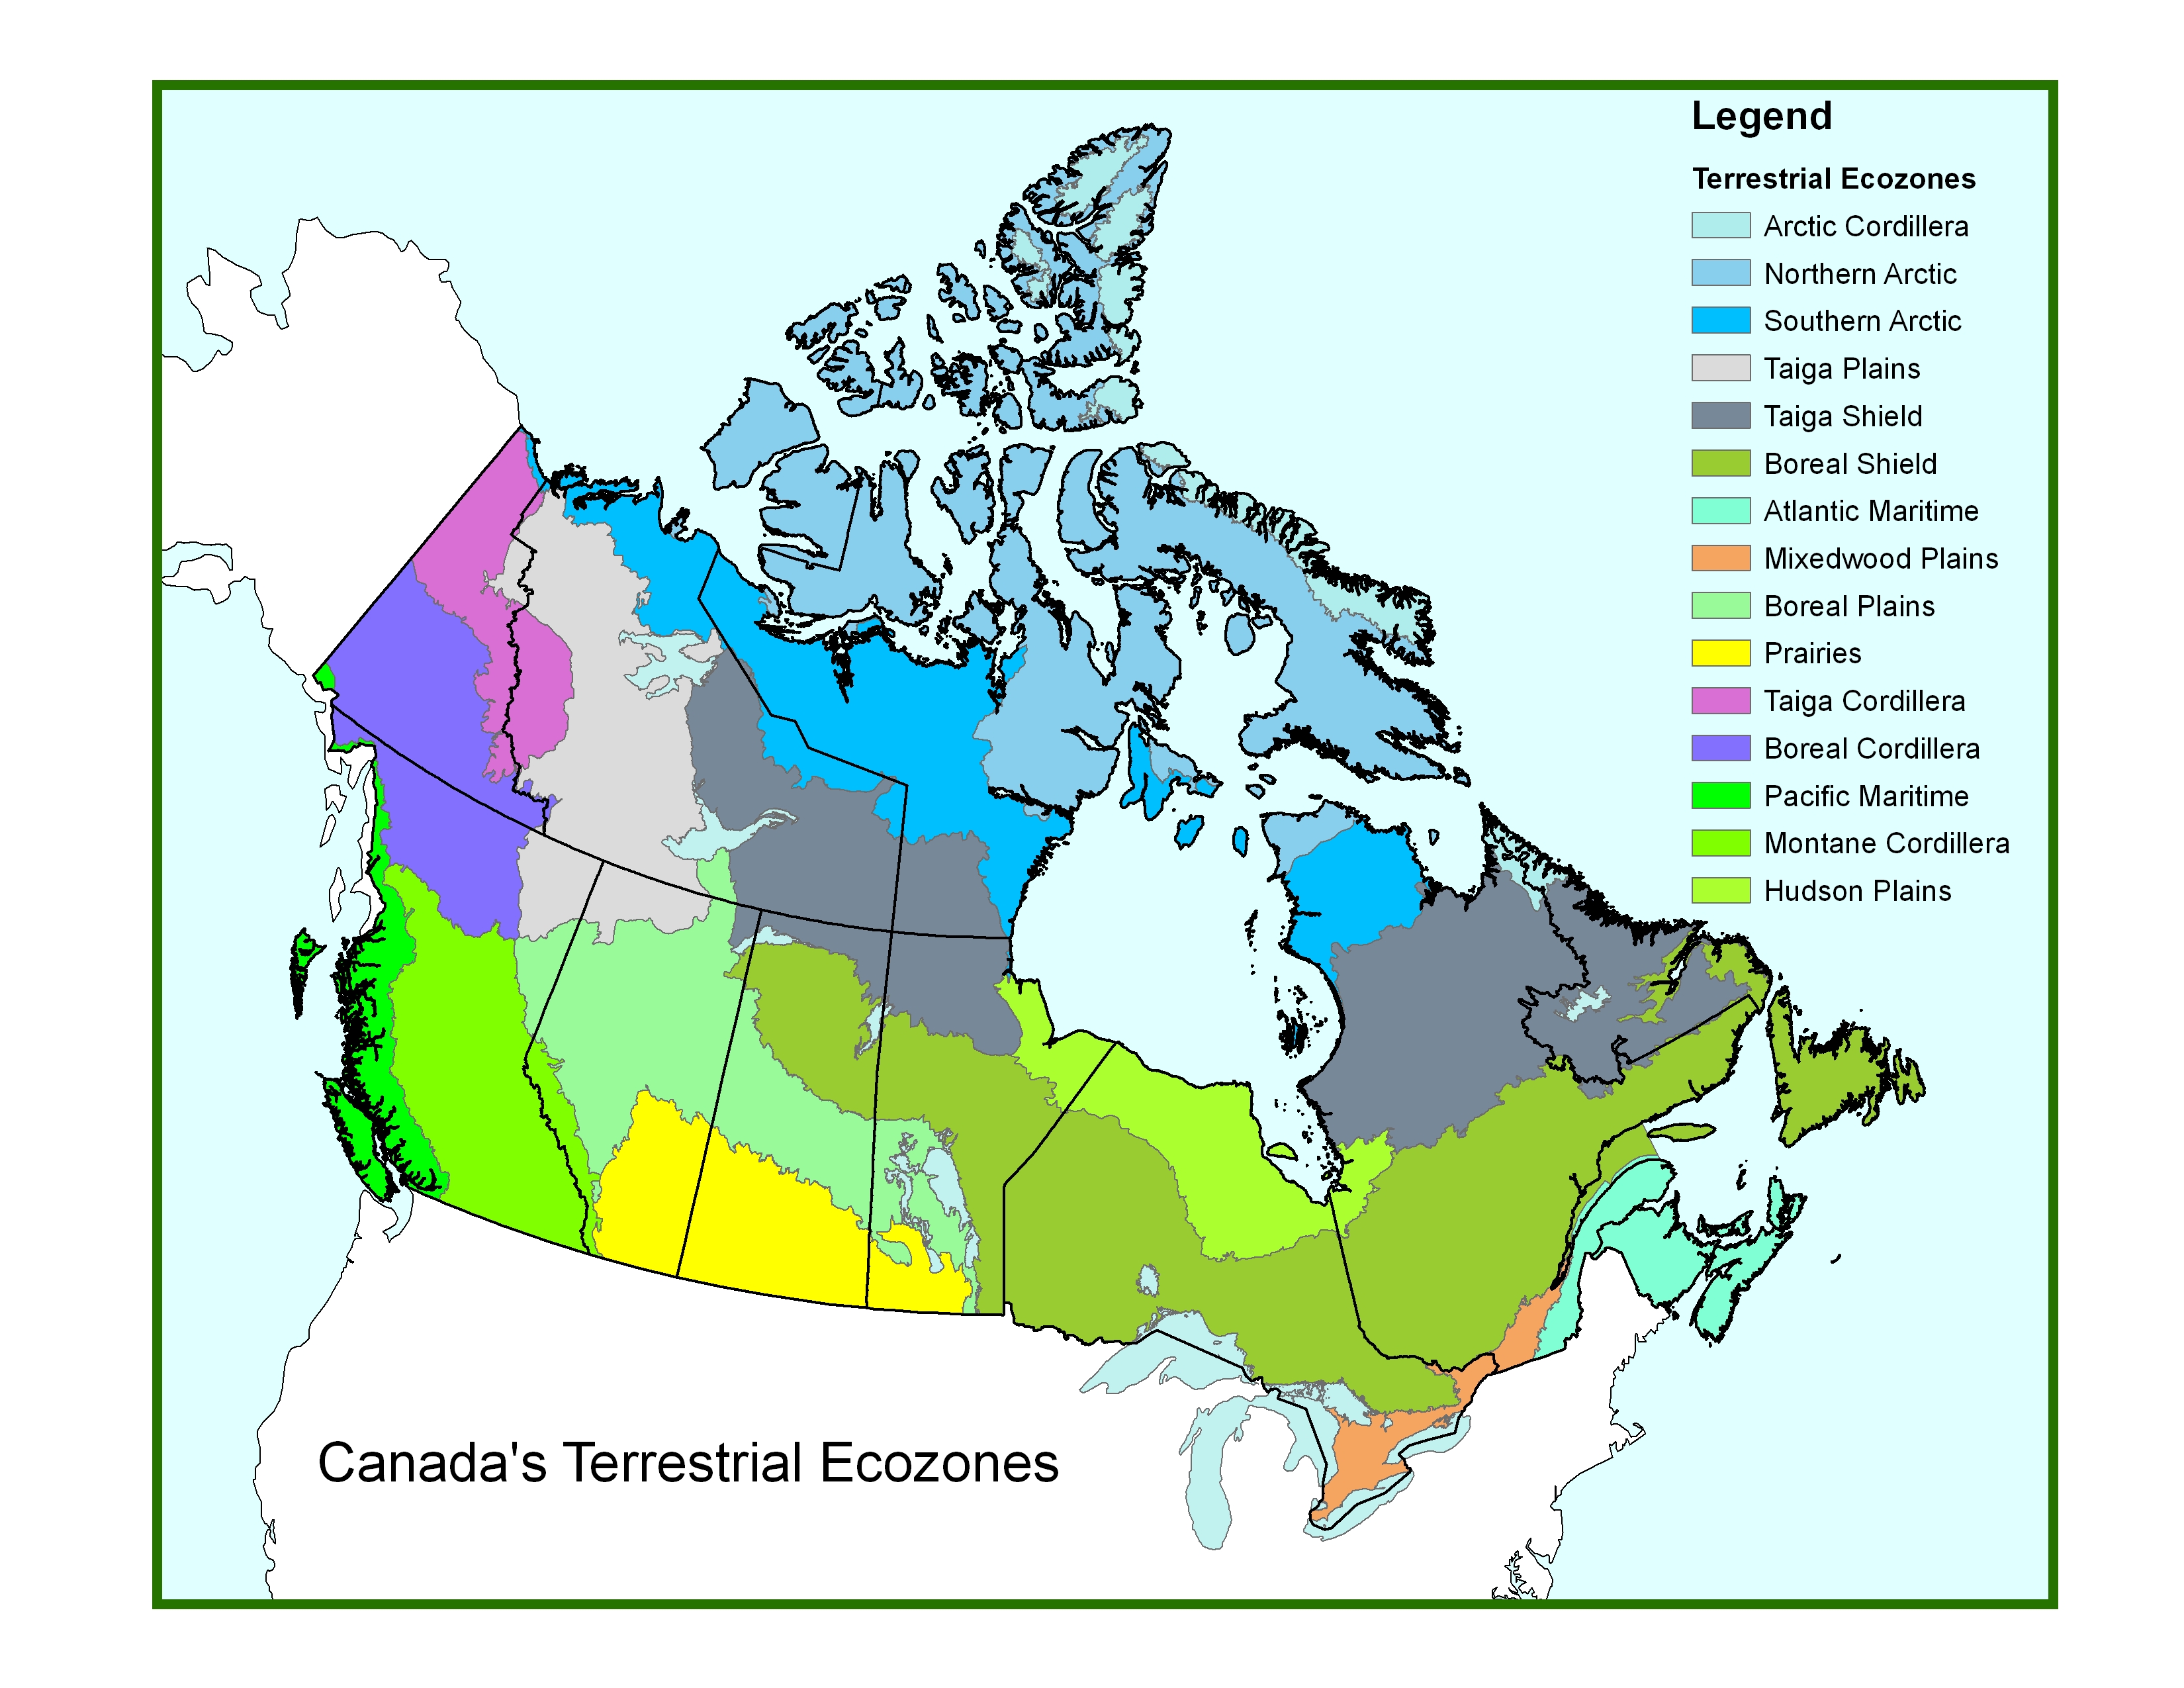 Legend
Terrestrial Ecozones
Arctic Cordillera
Northern Arctic
Southern Arctic
Taiga Plains
Taiga Shield
Boreal Shield
Atlantic Maritime
Mixedwood Plains
Boreal Plains
Prairies
Taiga Cordillera
Boreal Cordillera
Pacific Maritime
Montane Cordillera
Hudson Plains
Canada's Terrestrial Ecozones